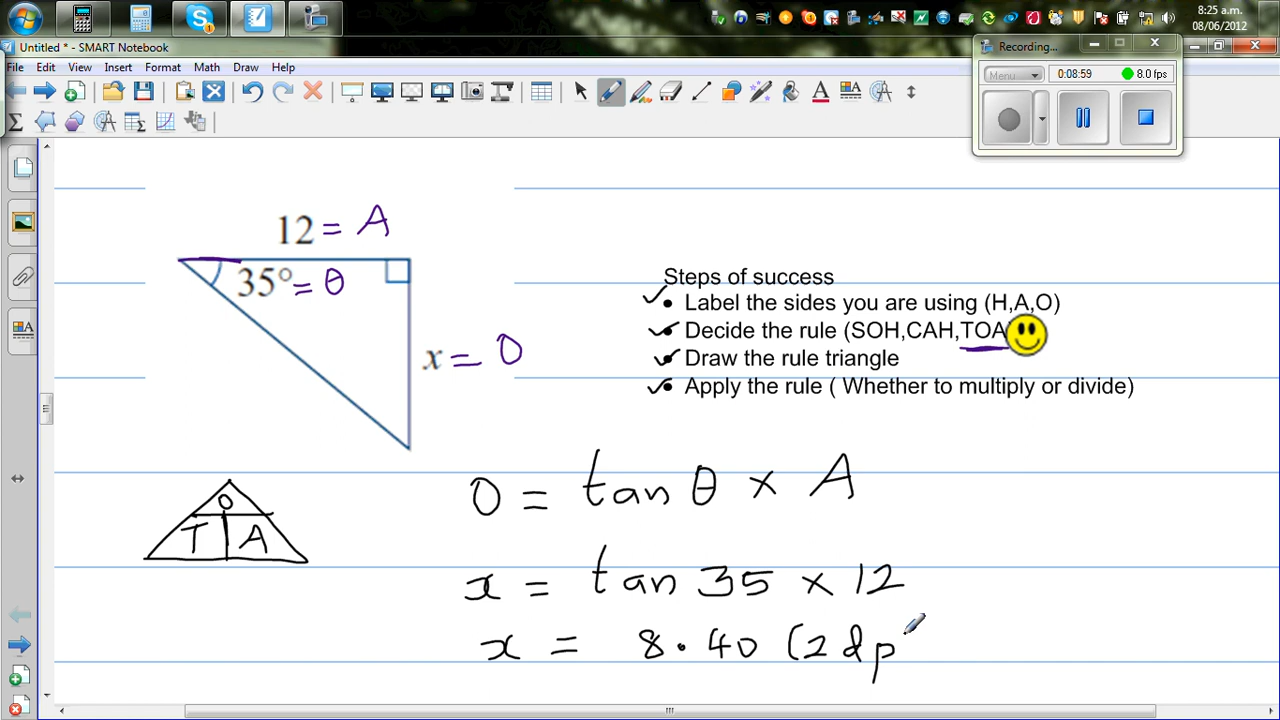 8:25 a.m.
08/06/2012
Untitled * - SMART Notebook
File Edit View Insert Format Math Draw Help
Recording...
Menu
0:08:59
8.0 fps
12 = A
35° = θ
x = O
Steps of success
• Label the sides you are using (H,A,O)
• Decide the rule (SOH,CAH,TOA
• Draw the rule triangle
• Apply the rule ( Whether to multiply or divide)
O
T A
O = tan θ × A
x = tan 35 × 12
x = 8.40 (2dp